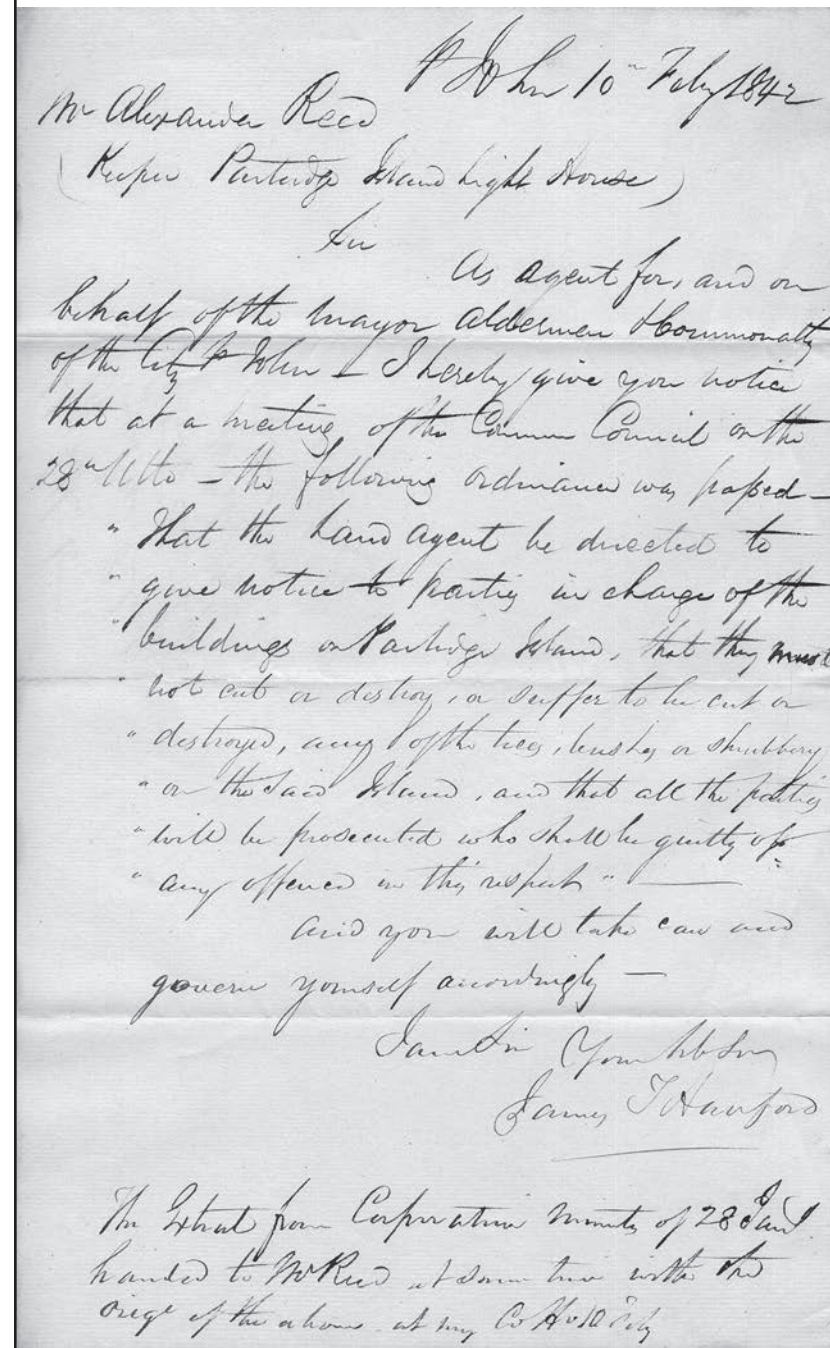 St John 10th Feby 1842
Mr Alexander Reed
(Keeper Partridge Island Light House)
Sir
As agent for, and on
behalf of the Mayor Aldermen & Commonalty
of the City St John – I hereby give you notice
that at a meeting of the Common Council on the
28th Ulto – the following ordinance was passed –
" That the Land agent be directed to
" give notice to parties in charge of the
" buildings on Partridge Island, that they must
" not cut or destroy, or suffer to be cut or
" destroyed, any of the trees, bushes or shrubbery
" on the said Island, and that all the parties
" will be prosecuted who shall be guilty of
" any offence in this respect " —
and you will take care and
govern yourself accordingly —
I am Sir Your Servt
James T Hanford
The Extract from Corporation minutes of 28 Jany
handed to Mr Reed at same time with the
orig of the above at my 10 Feby